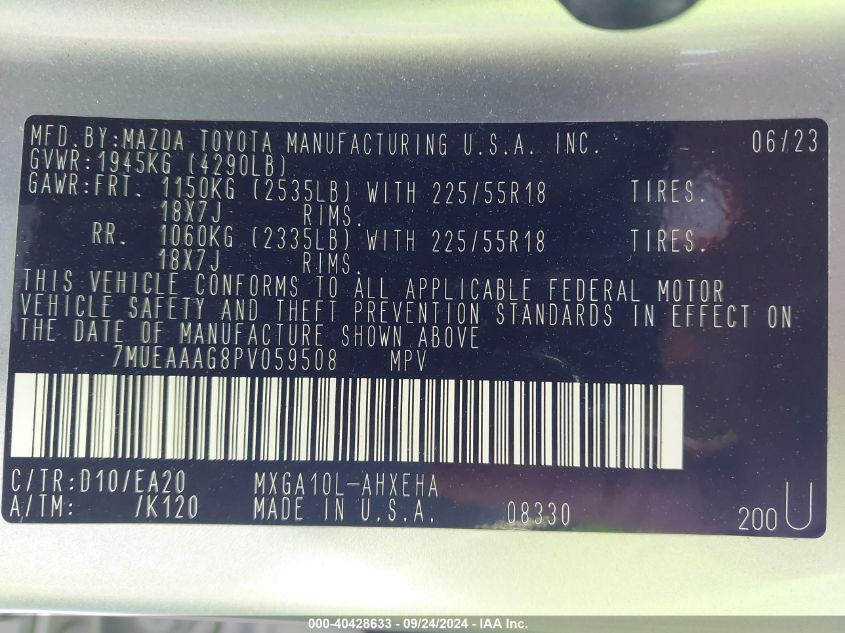 MFD.BY:MAZDA TOYOTA MANUFACTURING U.S.A. INC. 06/23
GVWR:1945KG (4290LB)
GAWR:FRT. 1150KG (2535LB) WITH 225/55R18 TIRES.
18X7J RIMS.
RR. 1060KG (2335LB) WITH 225/55R18 TIRES.
18X7J RIMS.
THIS VEHICLE CONFORMS TO ALL APPLICABLE FEDERAL MOTOR
VEHICLE SAFETY AND THEFT PREVENTION STANDARDS IN EFFECT ON
THE DATE OF MANUFACTURE SHOWN ABOVE
7MUEAAAG8PV059508 MPV
C/TR:D10/EA20 MXGA10L-AHXEHA
A/TM: /K120 MADE IN U.S.A. 08330 200U
000-40428633 - 09/24/2024 - IAA Inc.